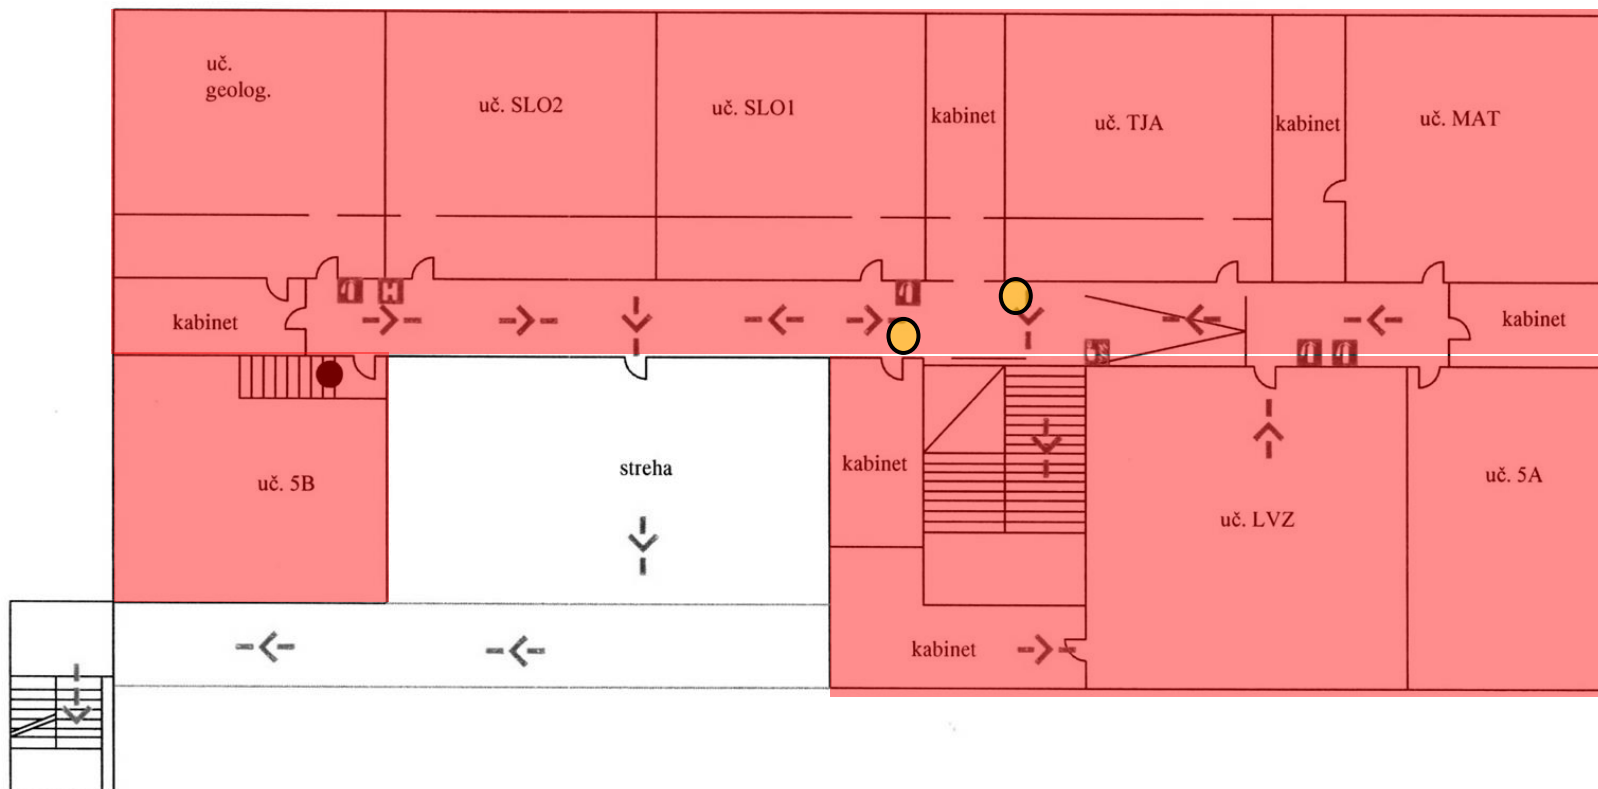 uč.
geolog.
uč. SLO2
uč. SLO1
kabinet
uč. TJA
kabinet
uč. MAT
kabinet
H
kabinet
uč. 5B
streha
kabinet
uč. LVZ
uč. 5A
kabinet